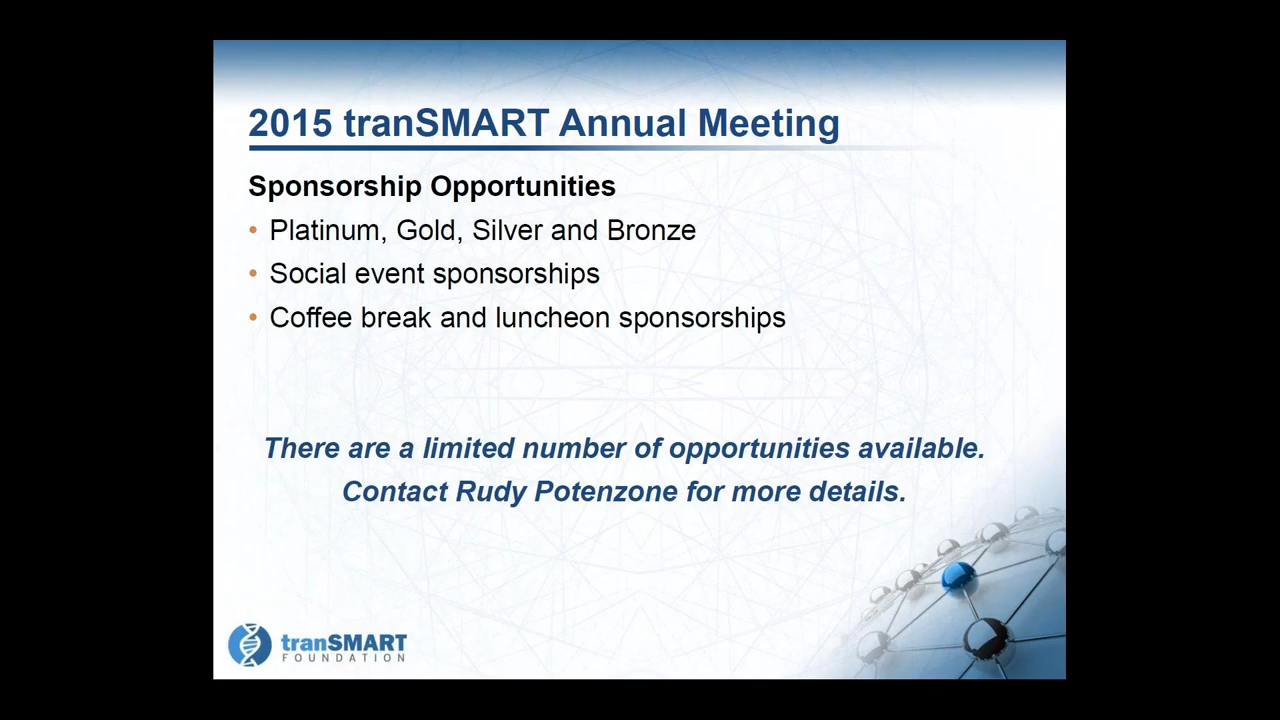 2015 tranSMART Annual Meeting
Sponsorship Opportunities
• Platinum, Gold, Silver and Bronze
• Social event sponsorships
• Coffee break and luncheon sponsorships
There are a limited number of opportunities available.
Contact Rudy Potenzone for more details.
tranSMART
FOUNDATION